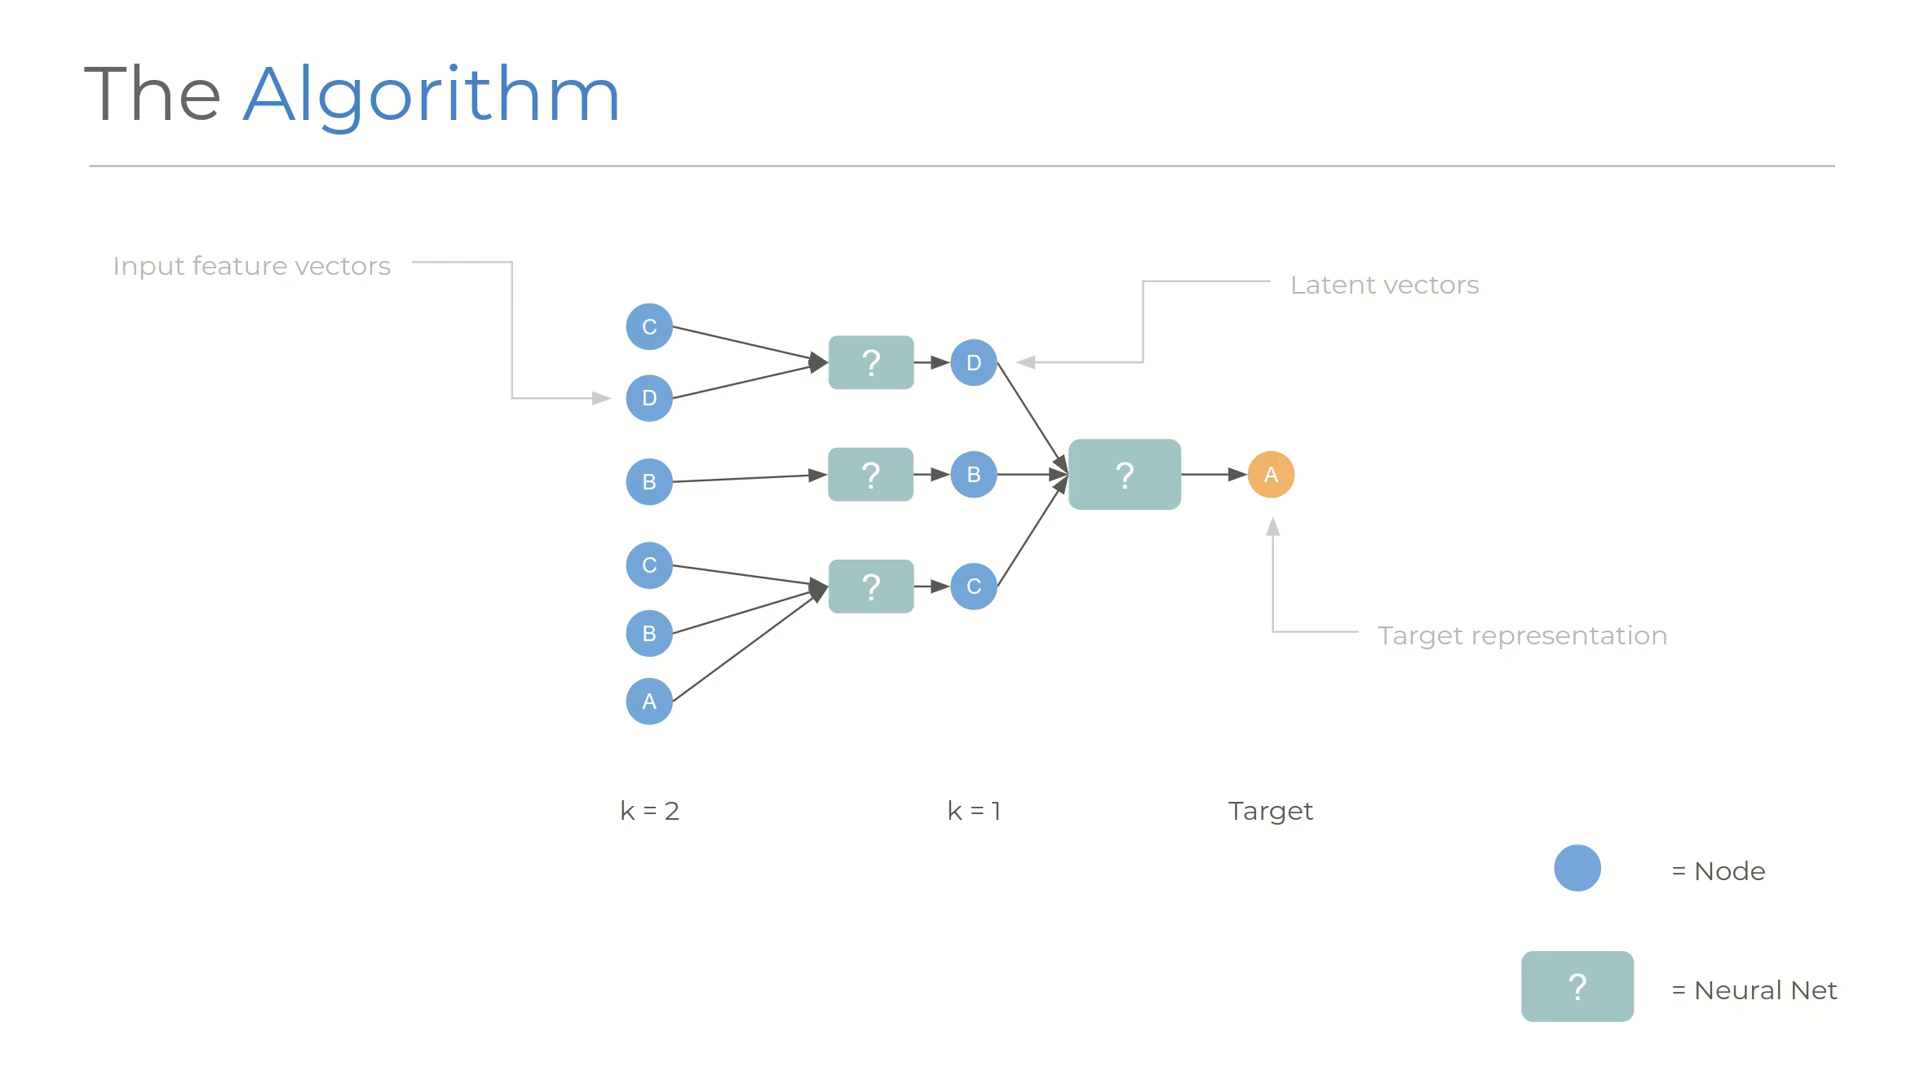 The Algorithm
Input feature vectors
Latent vectors
C
D
B
C
B
A
?
?
?
D
B
C
?
A
Target representation
k = 2
k = 1
Target
= Node
?
= Neural Net